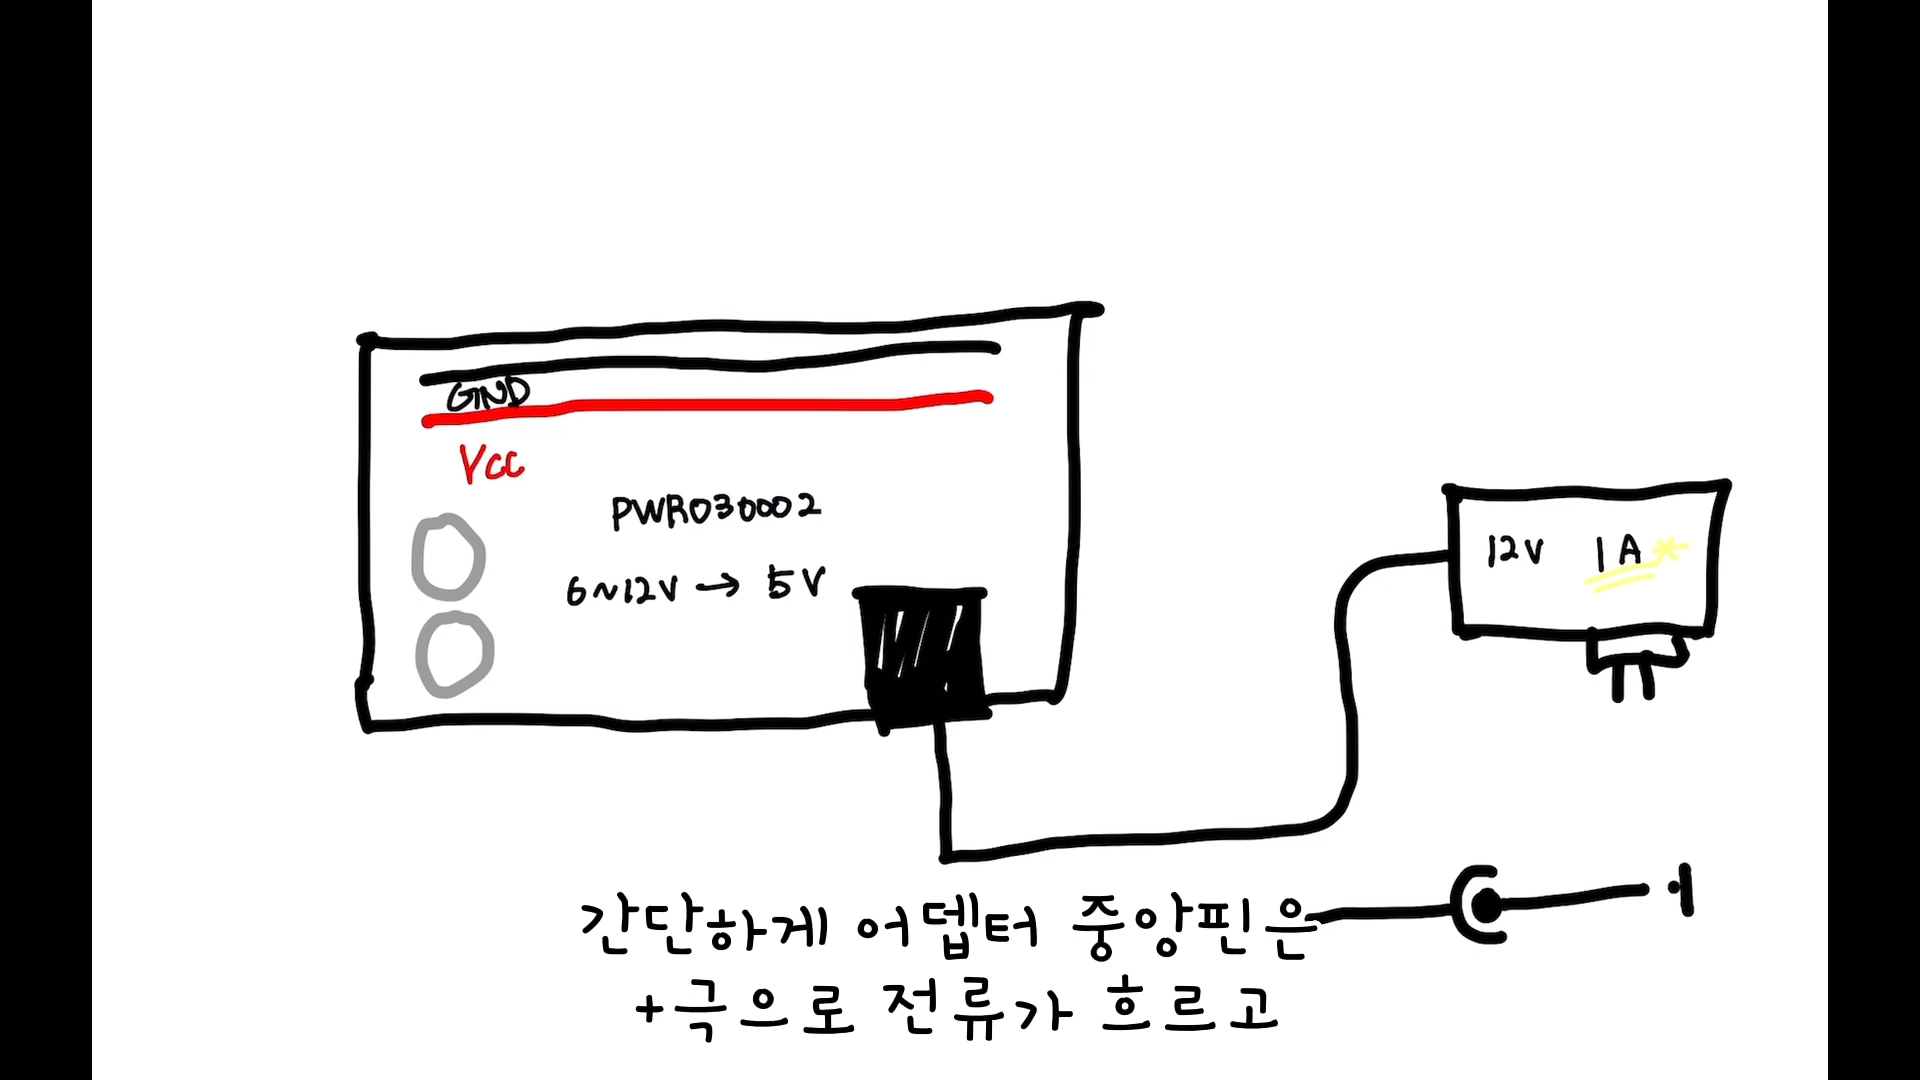 GND
Vcc
PWR030002
6~12V → 5V
12V 1A*
간단하게 어뎁터 중앙핀은
+극으로 전류가 흐르고